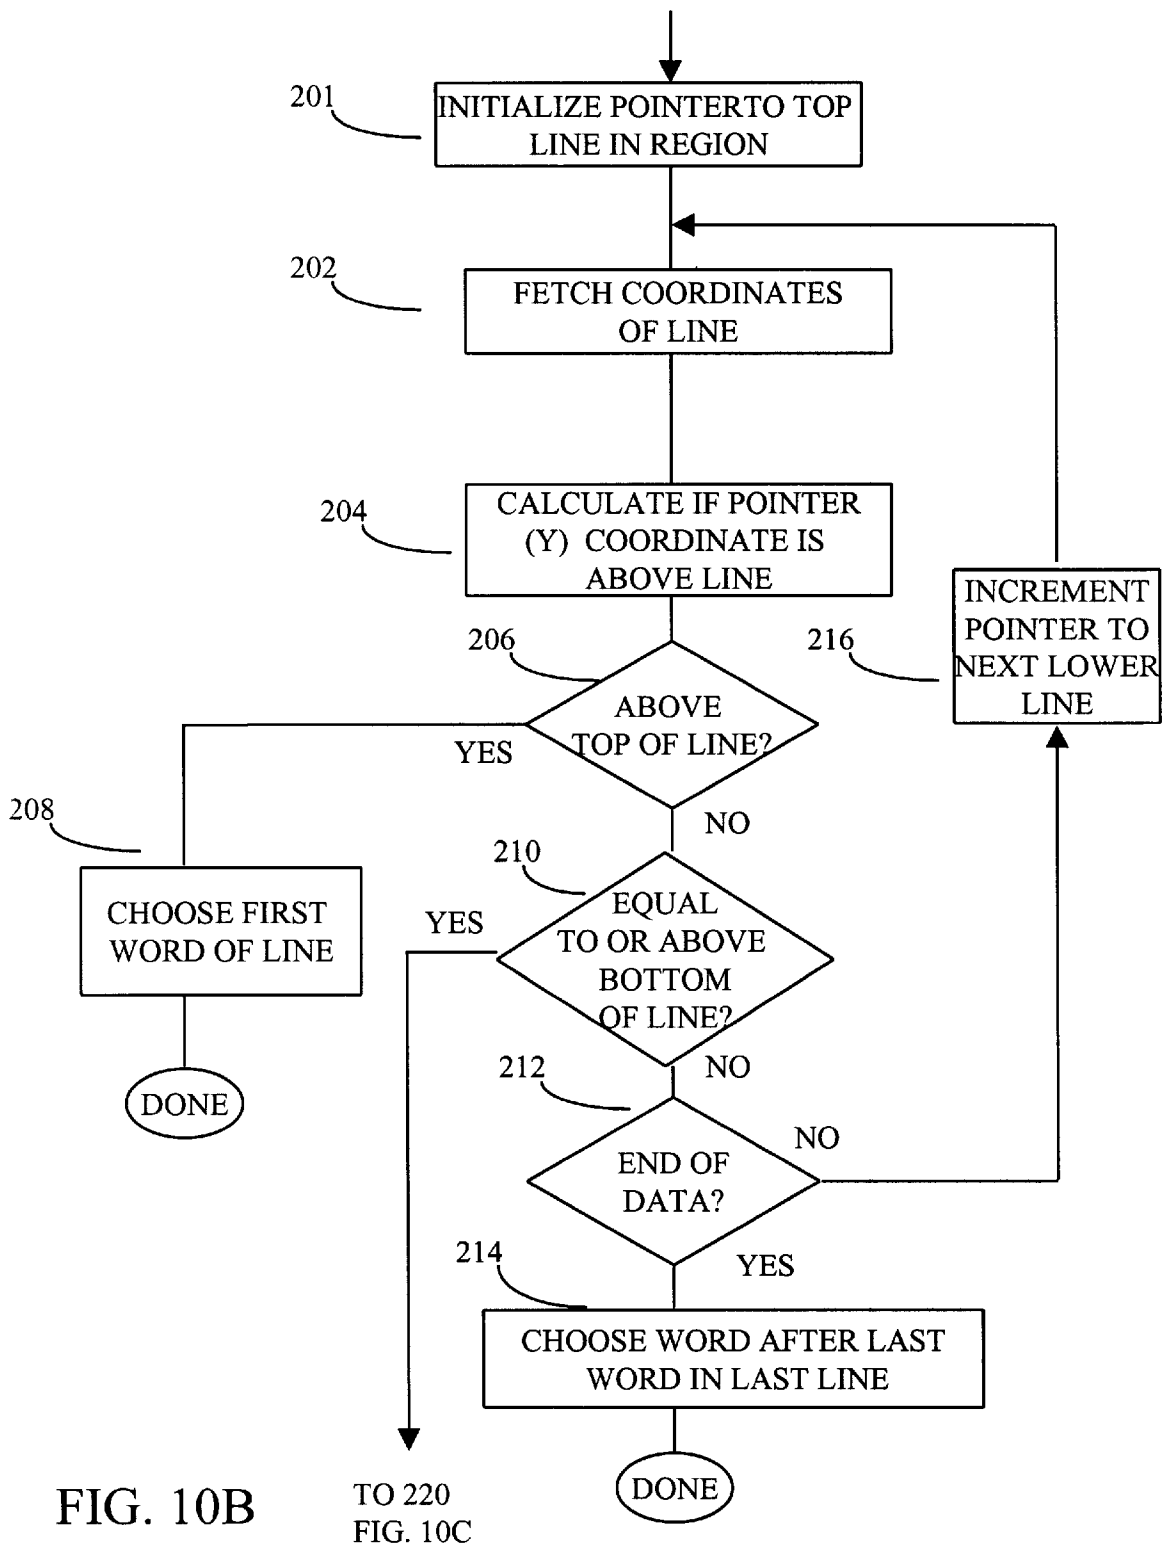 201
INITIALIZE POINTERTO TOP
LINE IN REGION
202
FETCH COORDINATES
OF LINE
204
CALCULATE IF POINTER
(Y) COORDINATE IS
ABOVE LINE
206
ABOVE
TOP OF LINE?
YES
NO
216
INCREMENT
POINTER TO
NEXT LOWER
LINE
208
CHOOSE FIRST
WORD OF LINE
DONE
210
EQUAL
TO OR ABOVE
BOTTOM
OF LINE?
YES
NO
212
END OF
DATA?
NO
YES
214
CHOOSE WORD AFTER LAST
WORD IN LAST LINE
DONE
TO 220
FIG. 10C
FIG. 10B